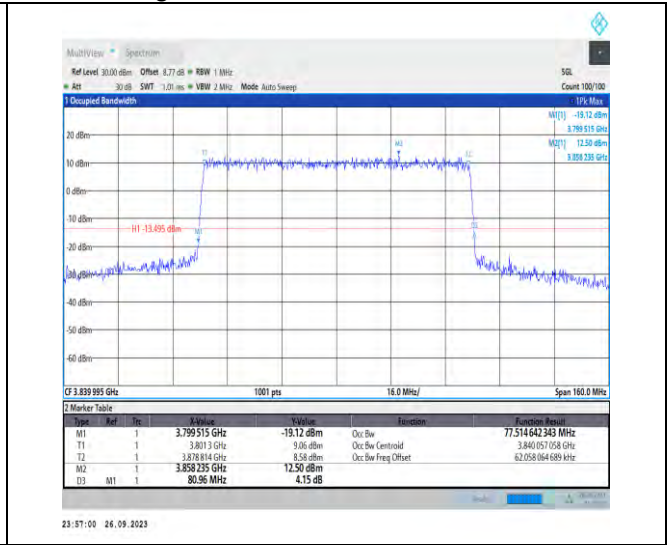 MultiView Spectrum
Ref Level 30.00 dBm Offset 8.77 dB RBW 1 MHz SGL
Att 30 dB SWT 1.01 ms VBW 2 MHz Mode Auto Sweep Count 100/100
1 Occupied Bandwidth 1Pk Max
M1[1] -19.12 dBm
3.799 515 GHz
20 dBm
M2[1] 12.50 dBm
3.858 235 GHz
T1 M2
10 dBm
0 dBm
-10 dBm
H1 -13.495 dBm M1
-20 dBm
-40 dBm
-50 dBm
-60 dBm
CF 3.839 995 GHz 1001 pts 16.0 MHz/ Span 160.0 MHz
2 Marker Table
Type Ref Trc X-Value Y-Value Function Function Result
M1 1 3.799 515 GHz -19.12 dBm Occ Bw 77.514 642 343 MHz
T1 1 3.8013 GHz 9.06 dBm Occ Bw Centroid 3.840 057 058 GHz
T2 1 3.878 814 GHz 8.58 dBm Occ Bw Freq Offset 62.058 064 689 kHz
M2 1 3.858 235 GHz 12.50 dBm
D3 M1 1 80.96 MHz 4.15 dB
23:57:00 26.09.2023